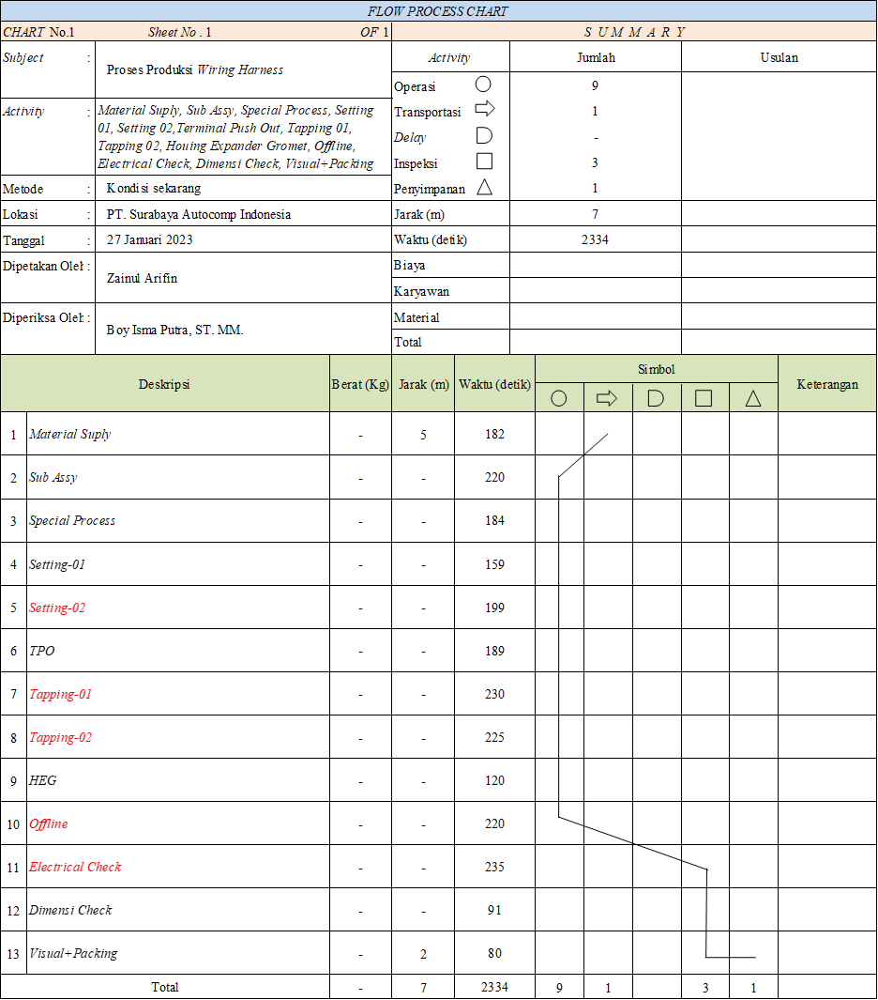 FLOW PROCESS CHART
CHART No.1 Sheet No . 1 OF 1 S U M M A R Y
Subject : Proses Produksi Wiring Harness
Activity Jumlah Usulan
Operasi 9
Activity : Material Suply, Sub Assy, Special Process, Setting
01, Setting 02,Terminal Push Out, Tapping 01,
Tapping 02, Houing Expander Gromet, Offline,
Electrical Check, Dimensi Check, Visual+Packing
Transportasi 1
Delay -
Inspeksi 3
Metode : Kondisi sekarang
Penyimpanan 1
Lokasi : PT. Surabaya Autocomp Indonesia
Jarak (m) 7
Tanggal : 27 Januari 2023
Waktu (detik) 2334
Dipetakan Oleh : Zainul Arifin
Biaya
Karyawan
Diperiksa Oleh : Boy Isma Putra, ST. MM.
Material
Total
Deskripsi Berat (Kg) Jarak (m) Waktu (detik) Simbol Keterangan
1 Material Suply - 5 182
2 Sub Assy - - 220
3 Special Process - - 184
4 Setting-01 - - 159
5 Setting-02 - - 199
6 TPO - - 189
7 Tapping-01 - - 230
8 Tapping-02 - - 225
9 HEG - - 120
10 Offline - - 220
11 Electrical Check - - 235
12 Dimensi Check - - 91
13 Visual+Packing - 2 80
Total - 7 2334 9 1 3 1